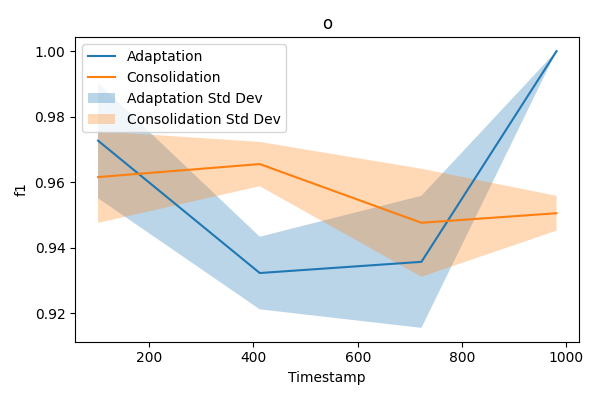 o
Adaptation
Consolidation
Adaptation Std Dev
Consolidation Std Dev
1.00
0.98
0.96
0.94
0.92
f1
200
400
600
800
1000
Timestamp